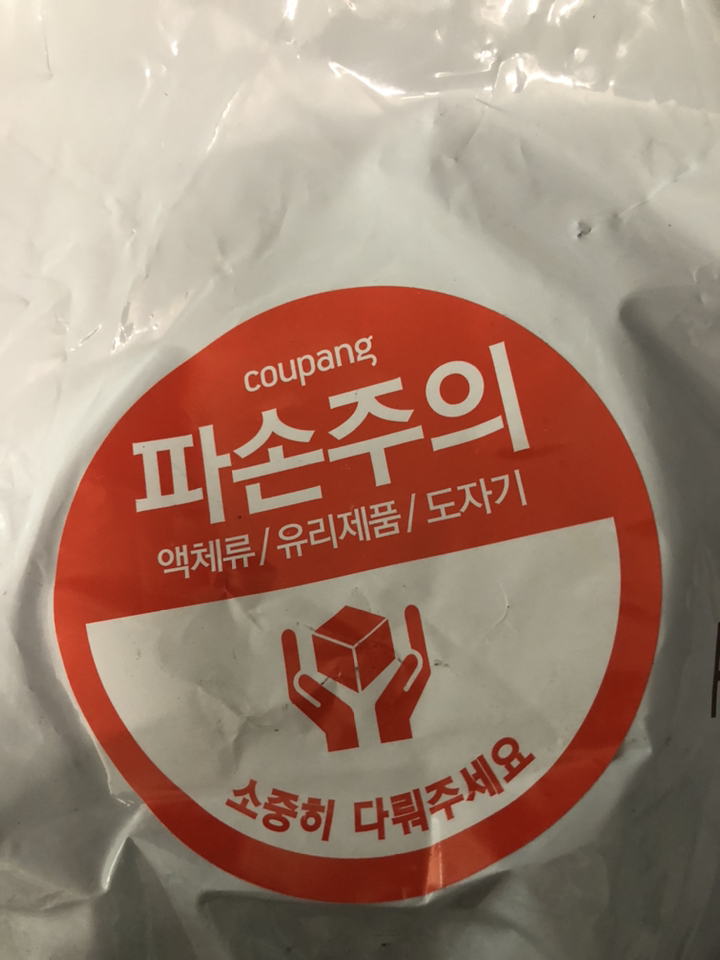 coupang
파손주의
액체류/유리제품/도자기
소중히 다뤄주세요